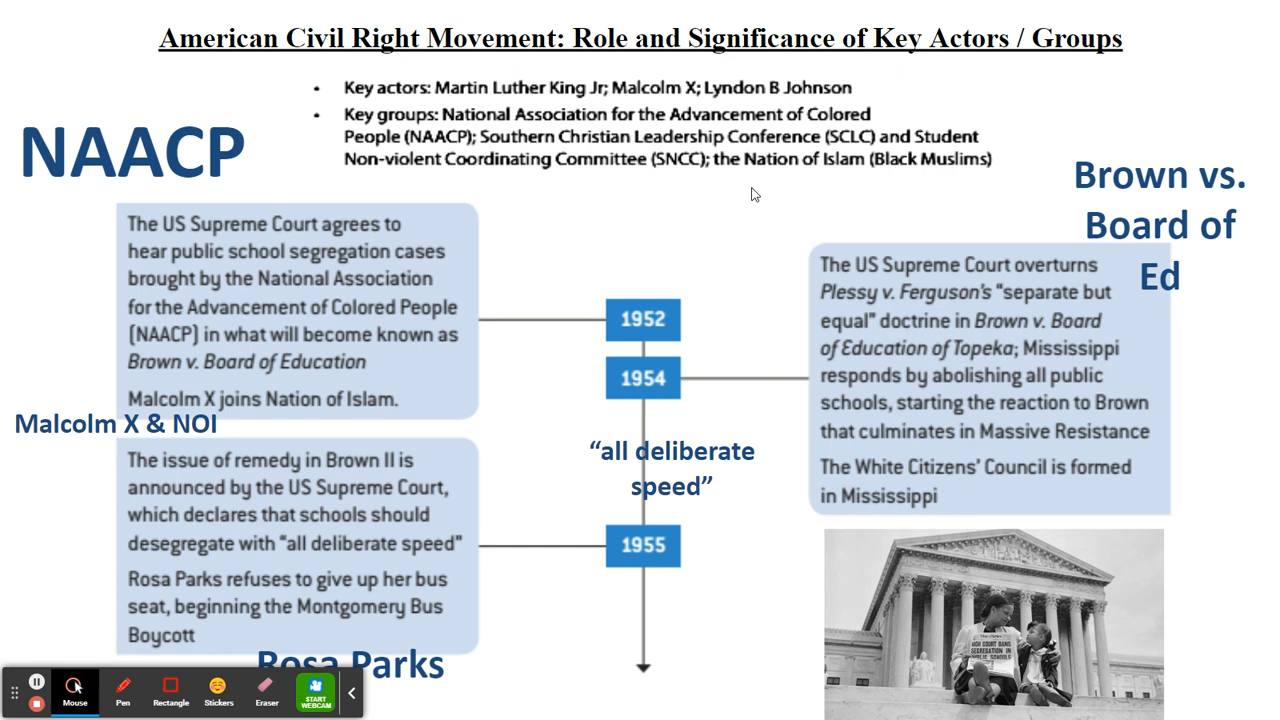 American Civil Right Movement: Role and Significance of Key Actors / Groups
• Key actors: Martin Luther King Jr; Malcolm X; Lyndon B Johnson
• Key groups: National Association for the Advancement of Colored
People (NAACP); Southern Christian Leadership Conference (SCLC) and Student
Non-violent Coordinating Committee (SNCC); the Nation of Islam (Black Muslims)
NAACP
The US Supreme Court agrees to
hear public school segregation cases
brought by the National Association
for the Advancement of Colored People
(NAACP) in what will become known as
Brown v. Board of Education
Malcolm X joins Nation of Islam.
Malcolm X & NOI
1952
Brown vs.
Board of
Ed
1954
The US Supreme Court overturns
Plessy v. Ferguson's "separate but
equal" doctrine in Brown v. Board
of Education of Topeka; Mississippi
responds by abolishing all public
schools, starting the reaction to Brown
that culminates in Massive Resistance
The White Citizens' Council is formed
in Mississippi
“all deliberate
speed”
The issue of remedy in Brown II is
announced by the US Supreme Court,
which declares that schools should
desegregate with "all deliberate speed"
Rosa Parks refuses to give up her bus
seat, beginning the Montgomery Bus
Boycott
1955
Rosa Parks
HIGH COURT BANS
SEGREGATION IN
PUBLIC SCHOOLS
Mouse
Pen
Rectangle
Stickers
Eraser
START
WEBCAM